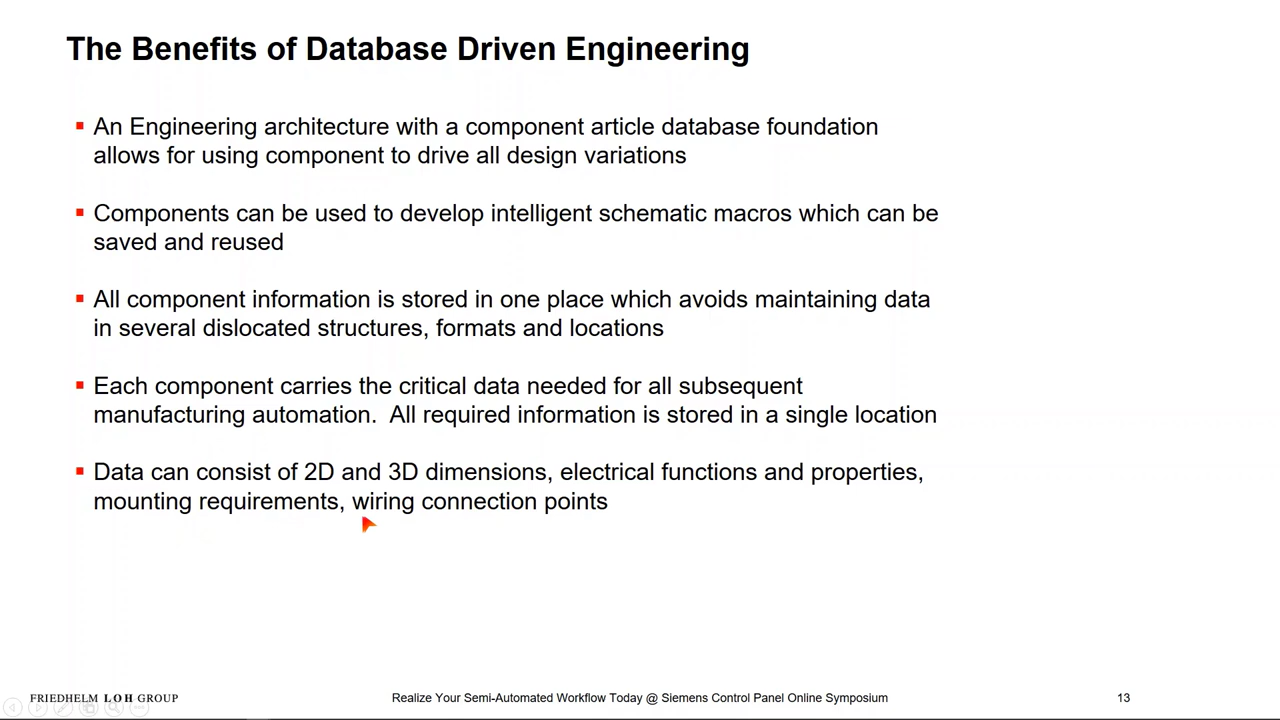 The Benefits of Database Driven Engineering
An Engineering architecture with a component article database foundation
allows for using component to drive all design variations
Components can be used to develop intelligent schematic macros which can be
saved and reused
All component information is stored in one place which avoids maintaining data
in several dislocated structures, formats and locations
Each component carries the critical data needed for all subsequent
manufacturing automation.  All required information is stored in a single location
Data can consist of 2D and 3D dimensions, electrical functions and properties,
mounting requirements, wiring connection points
FRIEDHELM LOH GROUP
Realize Your Semi-Automated Workflow Today @ Siemens Control Panel Online Symposium
13